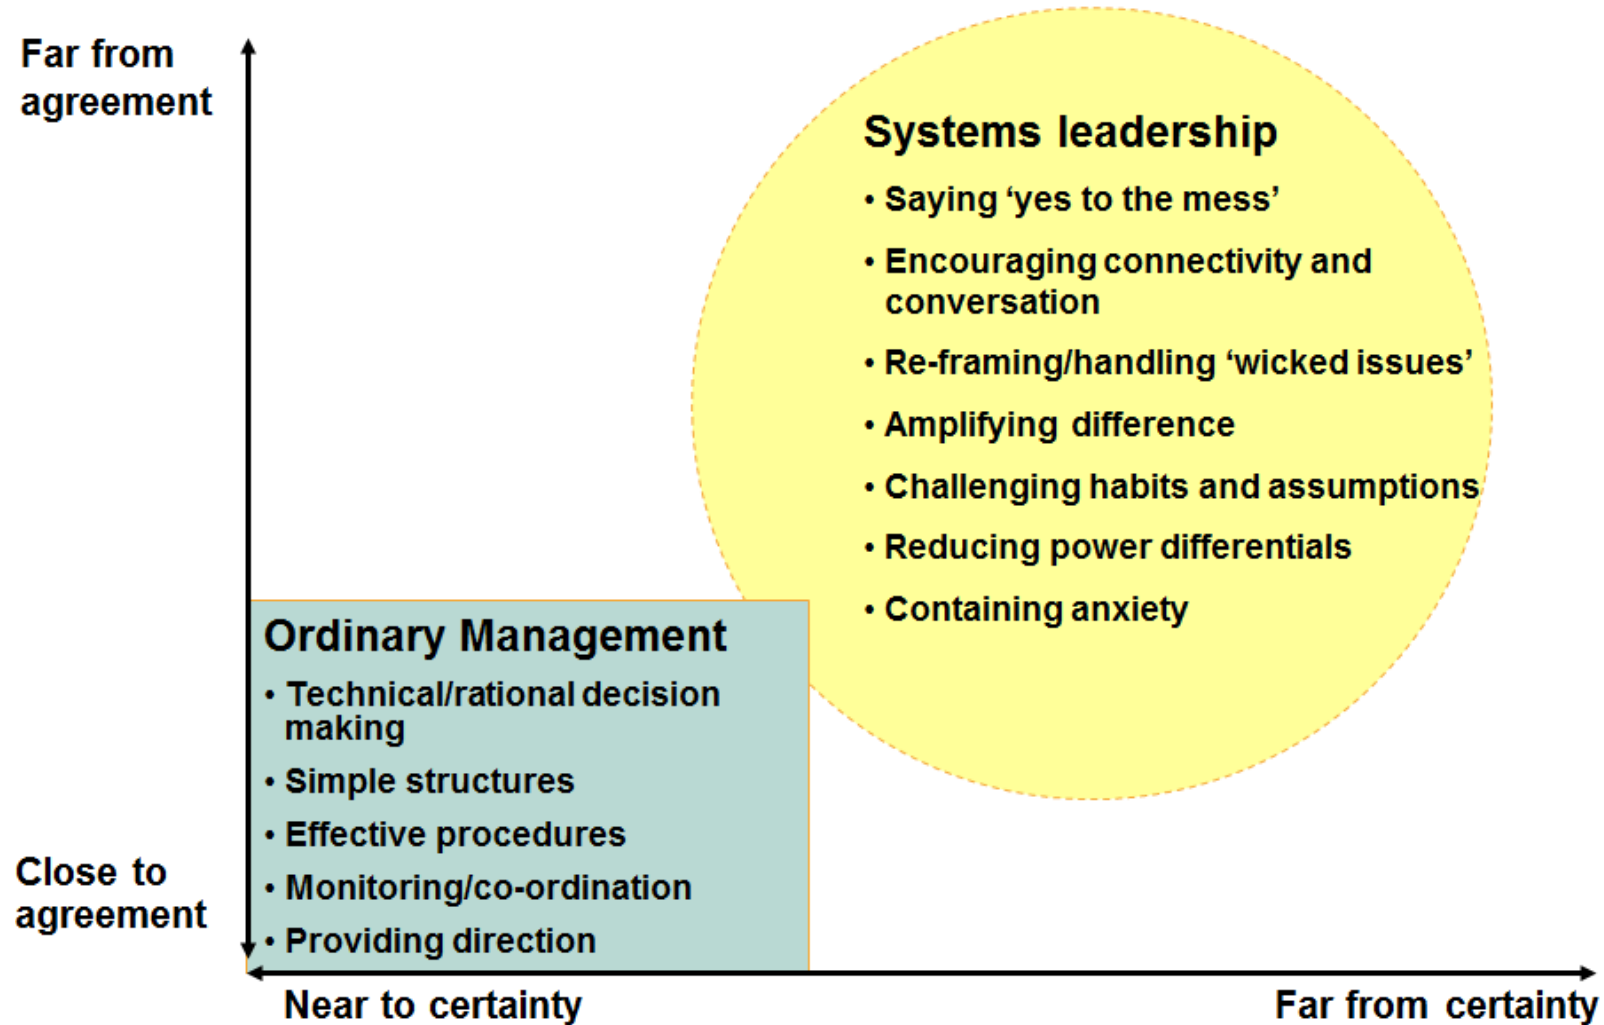 Far from
agreement
Systems leadership
• Saying ‘yes to the mess’
• Encouraging connectivity and
conversation
• Re-framing/handling ‘wicked issues’
• Amplifying difference
• Challenging habits and assumptions
• Reducing power differentials
• Containing anxiety
Ordinary Management
• Technical/rational decision
making
• Simple structures
• Effective procedures
• Monitoring/co-ordination
• Providing direction
Close to
agreement
Near to certainty
Far from certainty